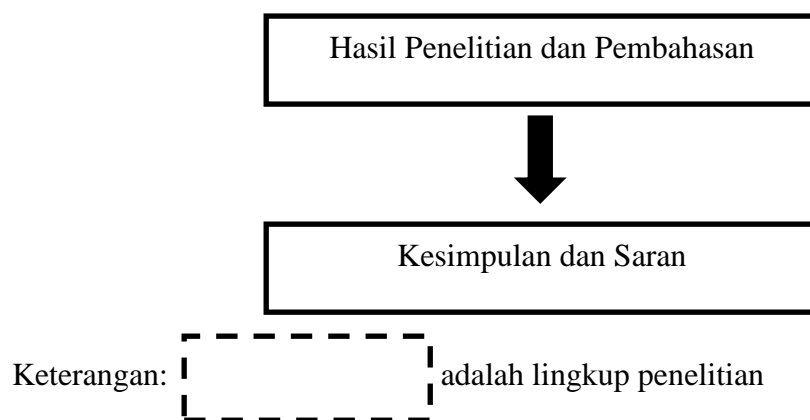 Hasil Penelitian dan Pembahasan
Kesimpulan dan Saran
Keterangan: adalah lingkup penelitian